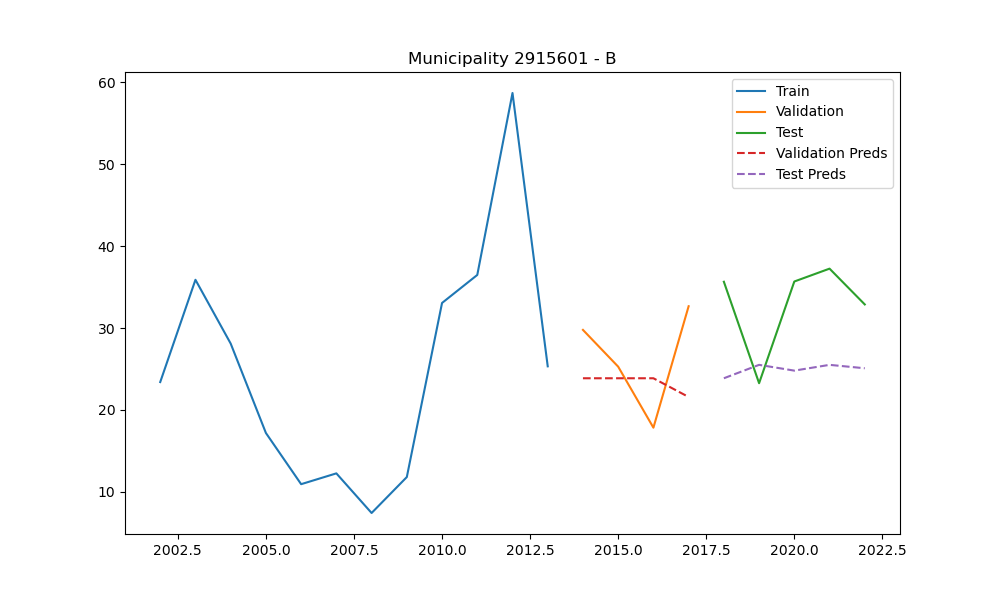 Municipality 2915601 - B
60
50
40
30
20
10
2002.5 2005.0 2007.5 2010.0 2012.5 2015.0 2017.5 2020.0 2022.5
Train
Validation
Test
Validation Preds
Test Preds